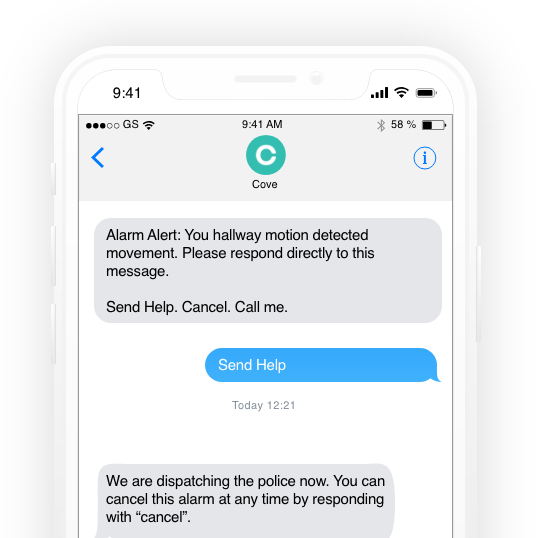 9:41
GS 9:41 AM 58 %
Cove
Alarm Alert: You hallway motion detected
movement. Please respond directly to this
message.
Send Help. Cancel. Call me.
Send Help
Today 12:21
We are dispatching the police now. You can
cancel this alarm at any time by responding
with “cancel”.